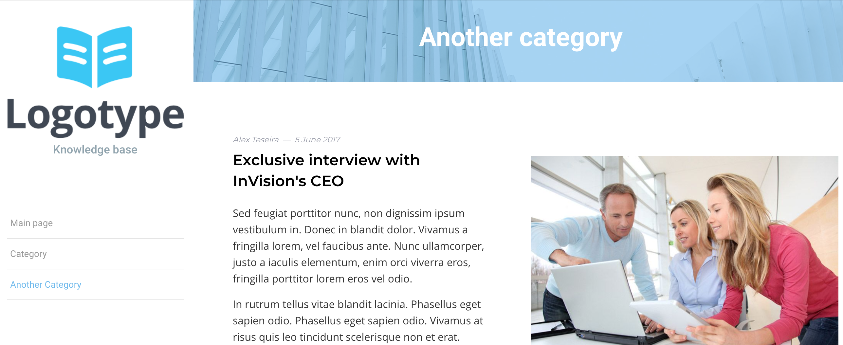 Logotype
Knowledge base
Main page
Category
Another Category
Another category
Alex Taseira — 5 June 2017
Exclusive interview with
InVision's CEO
Sed feugiat porttitor nunc, non dignissim ipsum
vestibulum in. Donec in blandit dolor. Vivamus a
fringilla lorem, vel faucibus ante. Nunc ullamcorper,
justo a iaculis elementum, enim orci viverra eros,
fringilla porttitor lorem eros vel odio.
In rutrum tellus vitae blandit lacinia. Phasellus eget
sapien odio. Phasellus eget sapien odio. Vivamus at
risus quis leo tincidunt scelerisque non et erat.